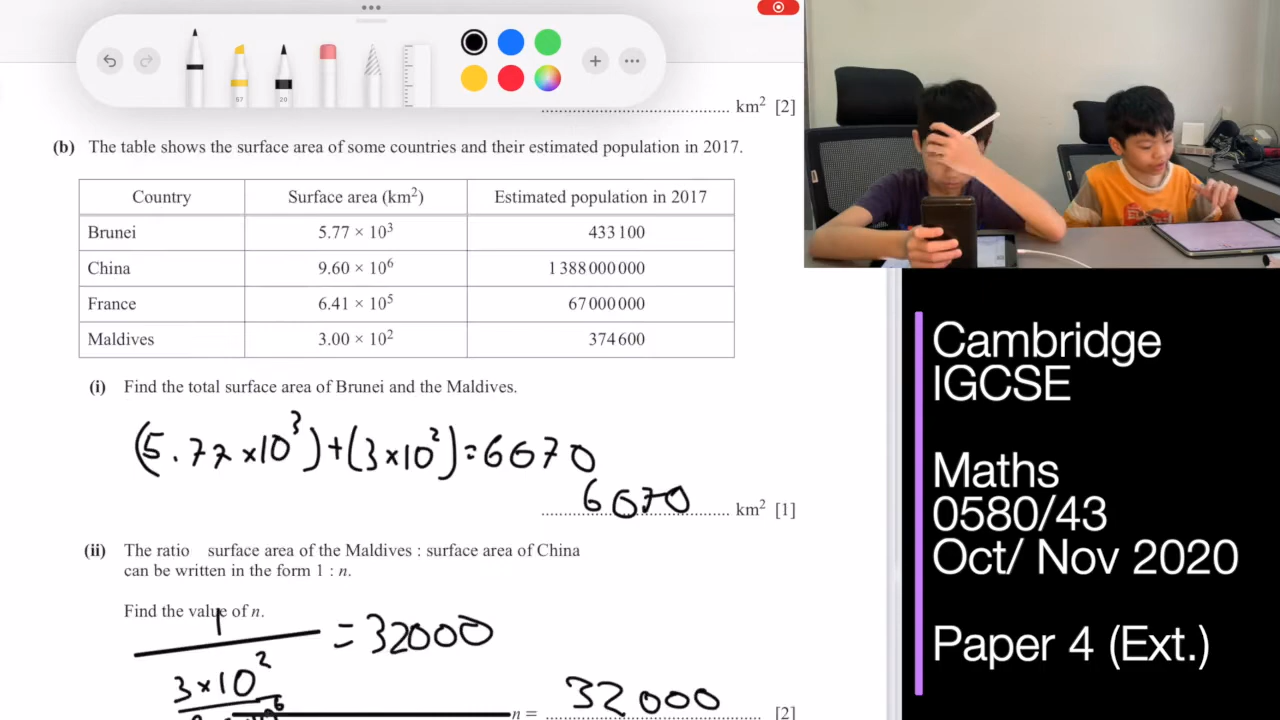 67
20
km² [2]
(b) The table shows the surface area of some countries and their estimated population in 2017.
Country Surface area (km²) Estimated population in 2017
Brunei 5.77 × 10³ 433 100
China 9.60 × 10⁶ 1 388 000 000
France 6.41 × 10⁵ 67 000 000
Maldives 3.00 × 10² 374 600
(i) Find the total surface area of Brunei and the Maldives.
(5.77×10³)+(3×10²)=6070
6070 km² [1]
(ii) The ratio surface area of the Maldives : surface area of China
can be written in the form 1 : n.
Find the value of n.
1
= 32000
3×10²
n = 32000 [2]
Cambridge
IGCSE
Maths
0580/43
Oct/ Nov 2020
Paper 4 (Ext.)